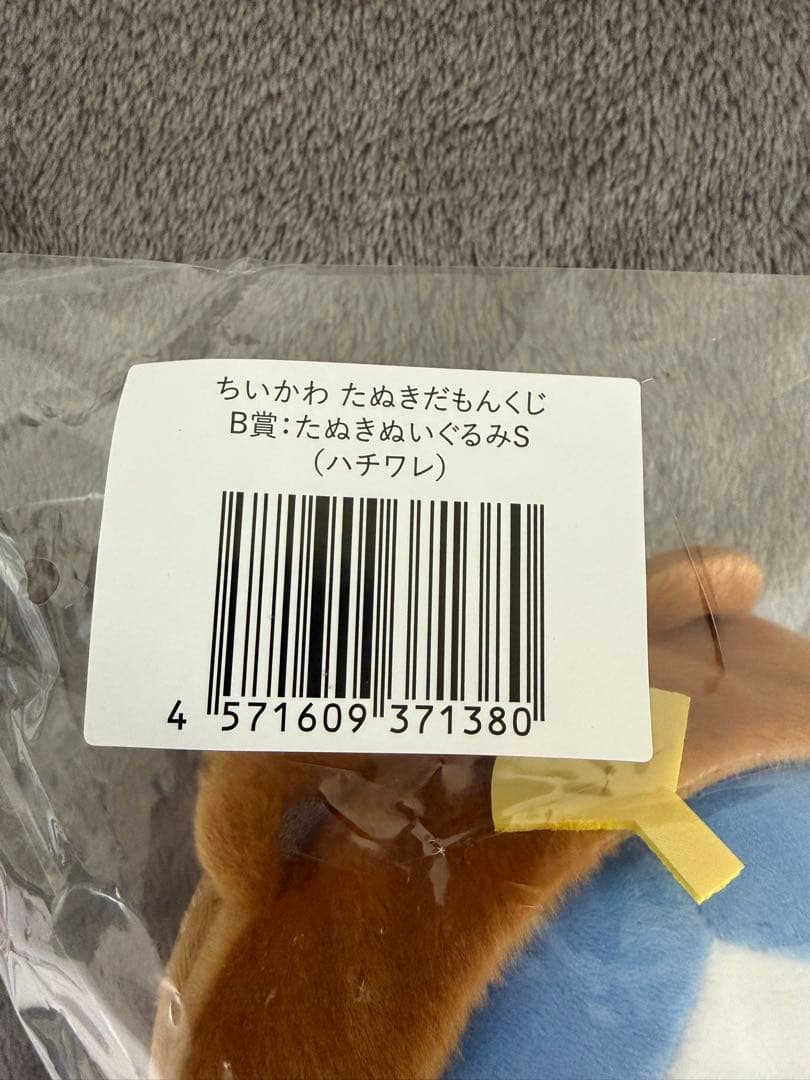 ちいかわ たぬきだもんくじ
B賞：たぬきぬいぐるみS
（ハチワレ）
4 571609 371380